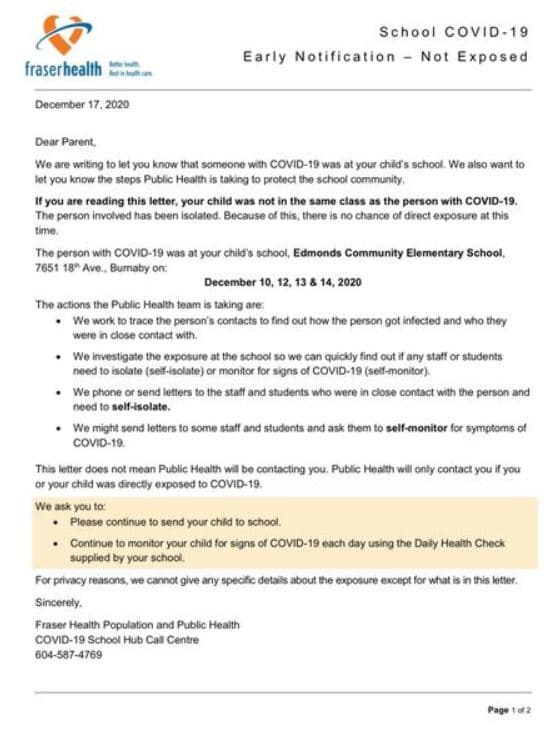 School COVID-19
Early Notification – Not Exposed
fraserhealth
Better health.
Best in health care.
December 17, 2020
Dear Parent,
We are writing to let you know that someone with COVID-19 was at your child's school. We also want to
let you know the steps Public Health is taking to protect the school community.
If you are reading this letter, your child was not in the same class as the person with COVID-19.
The person involved has been isolated. Because of this, there is no chance of direct exposure at this
time.
The person with COVID-19 was at your child's school, Edmonds Community Elementary School,
7651 18th Ave., Burnaby on:
December 10, 12, 13 & 14, 2020
The actions the Public Health team is taking are:
• We work to trace the person's contacts to find out how the person got infected and who they
were in close contact with.
• We investigate the exposure at the school so we can quickly find out if any staff or students
need to isolate (self-isolate) or monitor for signs of COVID-19 (self-monitor).
• We phone or send letters to the staff and students who were in close contact with the person and
need to self-isolate.
• We might send letters to some staff and students and ask them to self-monitor for symptoms of
COVID-19.
This letter does not mean Public Health will be contacting you. Public Health will only contact you if you
or your child was directly exposed to COVID-19.
We ask you to:
• Please continue to send your child to school.
• Continue to monitor your child for signs of COVID-19 each day using the Daily Health Check
supplied by your school.
For privacy reasons, we cannot give any specific details about the exposure except for what is in this letter.
Sincerely,
Fraser Health Population and Public Health
COVID-19 School Hub Call Centre
604-587-4769
Page 1 of 2